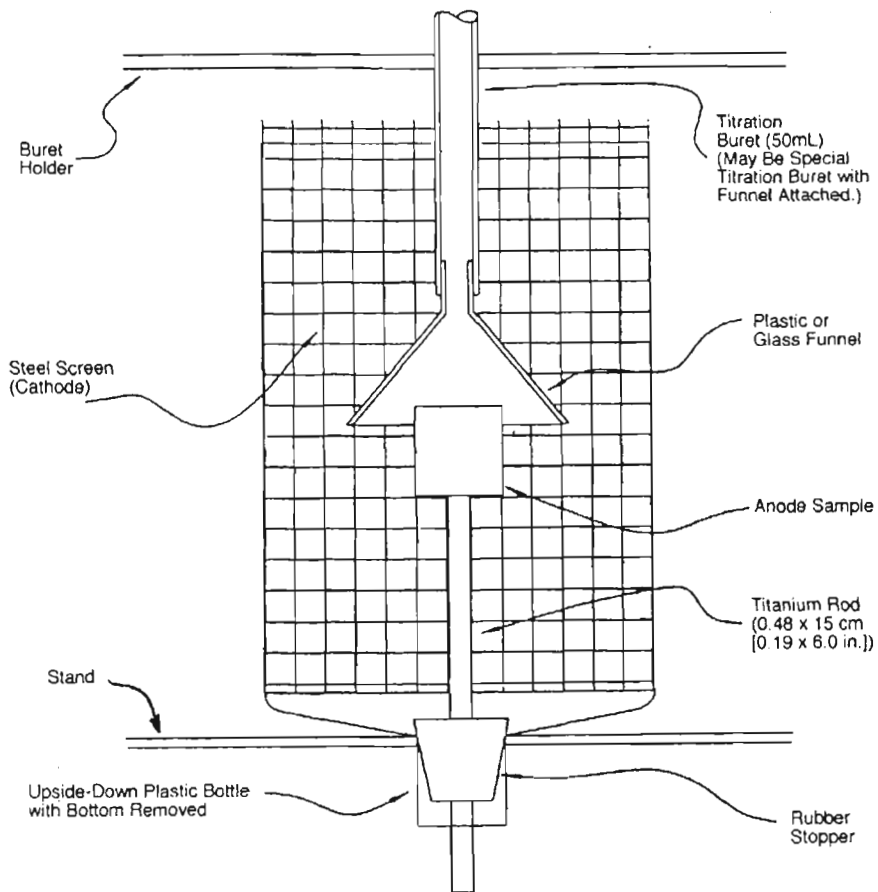 Buret
Holder
Titration
Buret (50mL)
(May Be Special
Titration Buret with
Funnel Attached.)
Plastic or
Glass Funnel
Steel Screen
(Cathode)
Anode Sample
Titanium Rod
(0.48 x 15 cm
[0.19 x 6.0 in.])
Stand
Upside-Down Plastic Bottle
with Bottom Removed
Rubber
Stopper